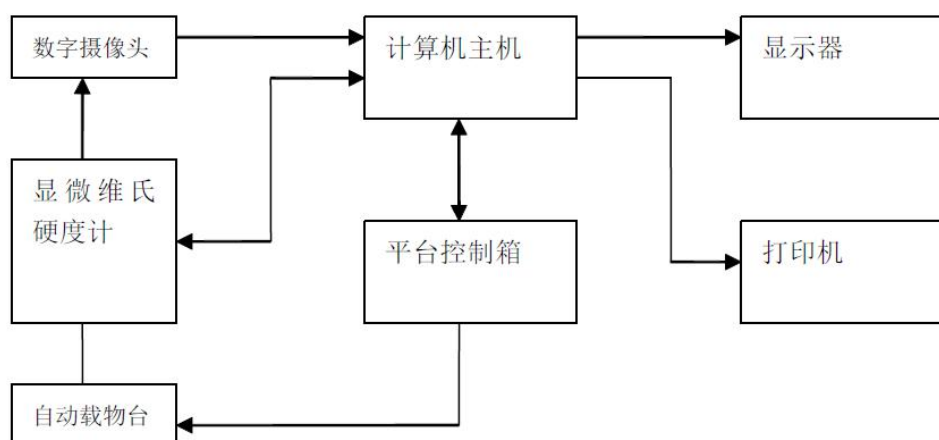 数字摄像头
计算机主机
显示器
显微维氏
硬度计
平台控制箱
打印机
自动载物台